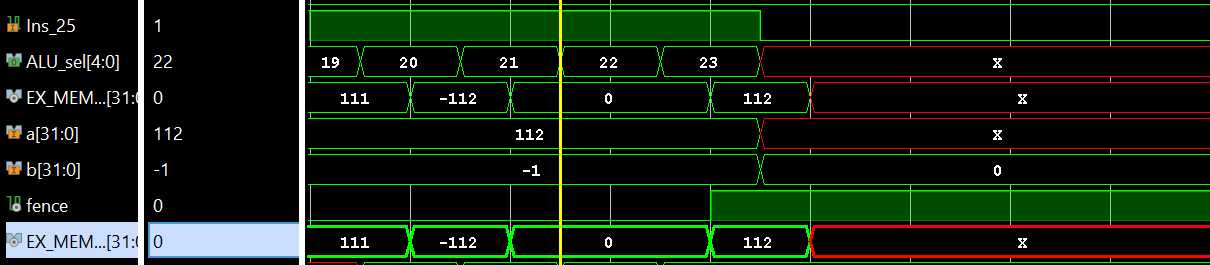 Ins_25 1
ALU_sel[4:0] 22 19 20 21 22 23 X
EX_MEM...[31:0 0 111 -112 0 112 X
a[31:0] 112 112 X
b[31:0] -1 -1 0
fence 0
EX_MEM...[31:0 0 111 -112 0 112 X